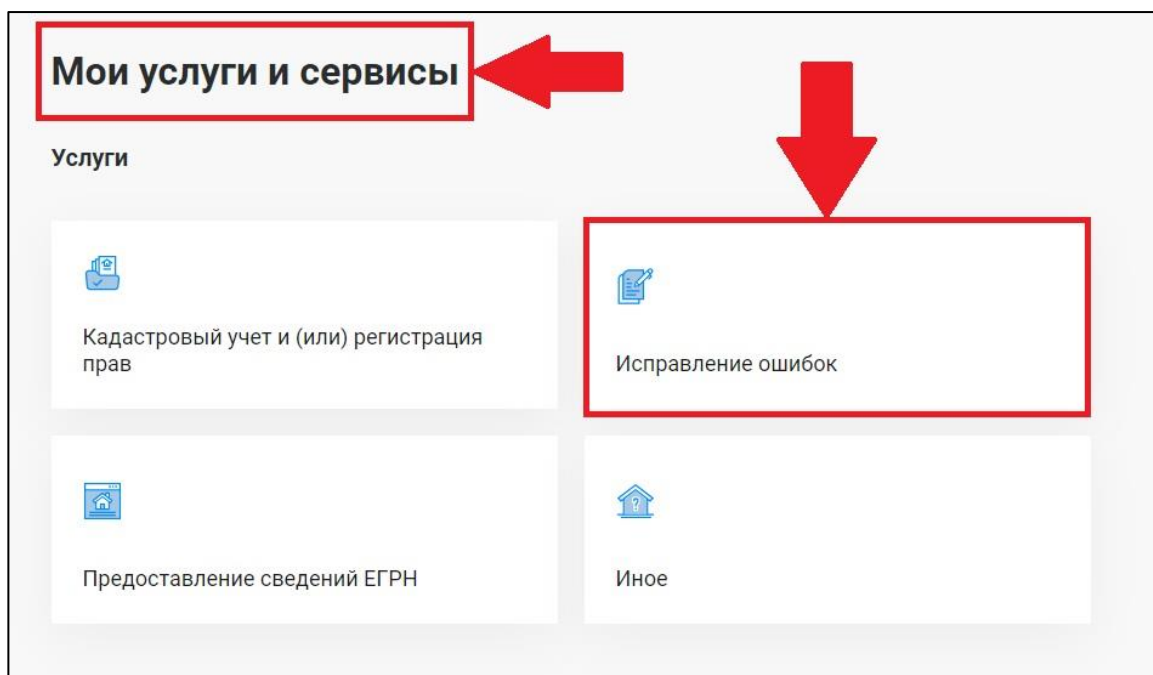 Мои услуги и сервисы
Услуги
Кадастровый учет и (или) регистрация
прав
Исправление ошибок
Предоставление сведений ЕГРН
Иное